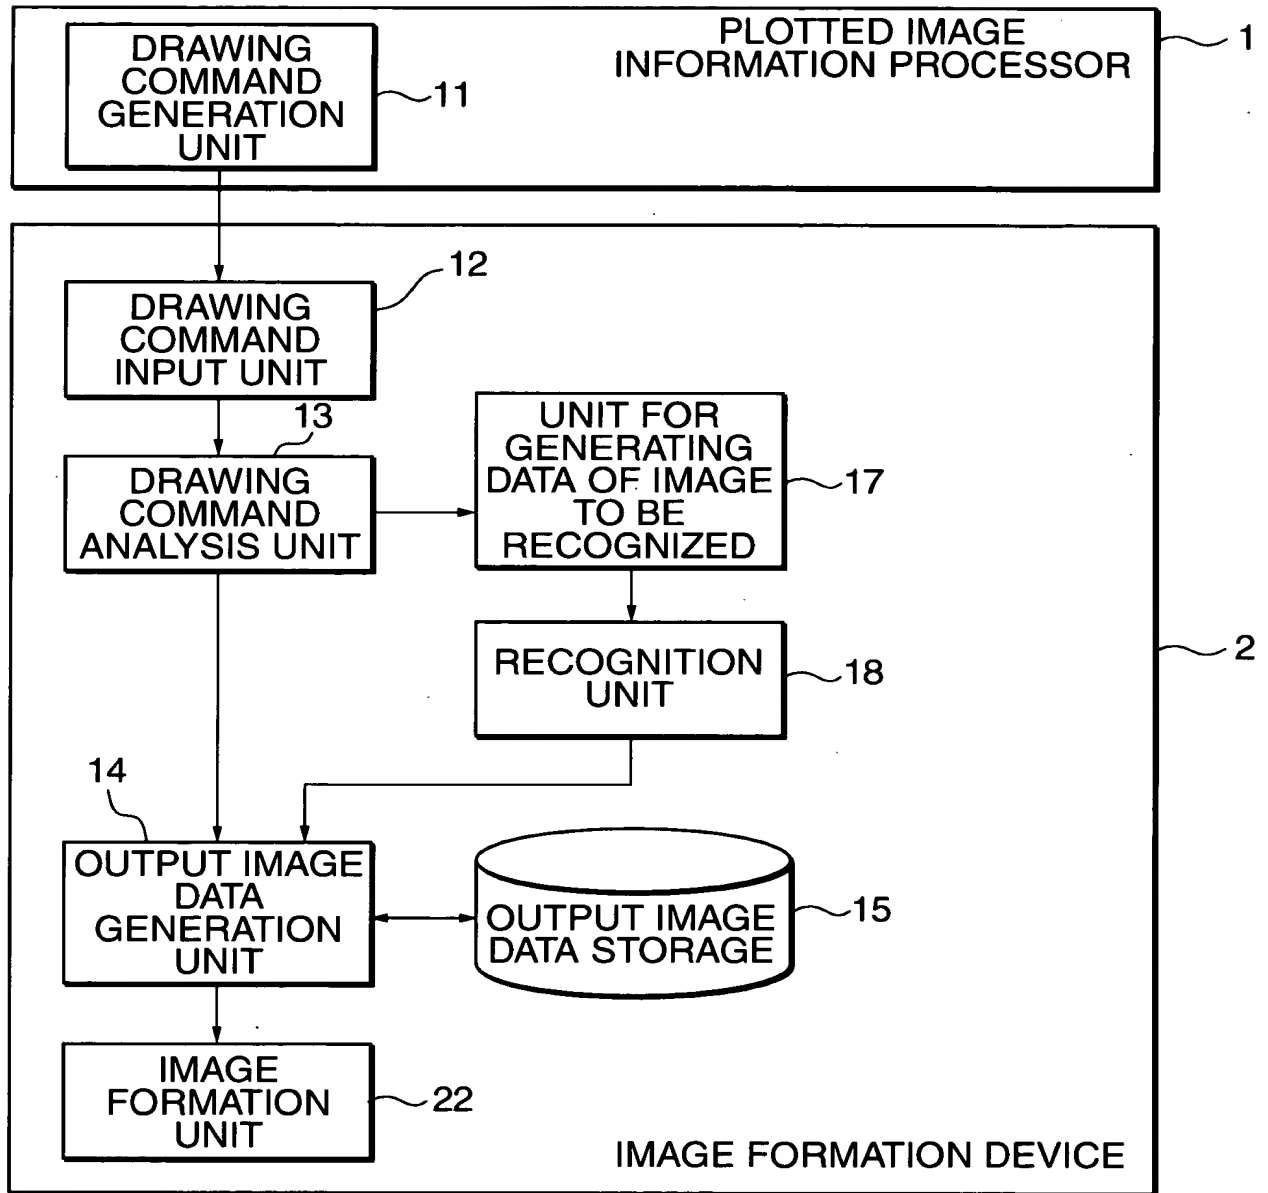 DRAWING
COMMAND
GENERATION
UNIT
11
PLOTTED IMAGE
INFORMATION PROCESSOR
1
12
DRAWING
COMMAND
INPUT UNIT
13
DRAWING
COMMAND
ANALYSIS UNIT
UNIT FOR
GENERATING
DATA OF IMAGE
TO BE
RECOGNIZED
17
RECOGNITION
UNIT
18
2
14
OUTPUT IMAGE
DATA
GENERATION
UNIT
OUTPUT IMAGE
DATA STORAGE
15
IMAGE
FORMATION
UNIT
22
IMAGE FORMATION DEVICE